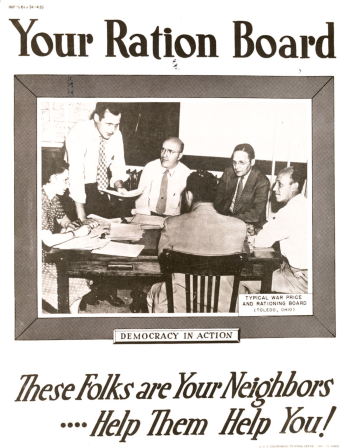 Your Ration Board
TYPICAL WAR PRICE
AND RATIONING BOARD
(TOLEDO, OHIO)
DEMOCRACY IN ACTION
These Folks are Your Neighbors
.... Help Them Help You!